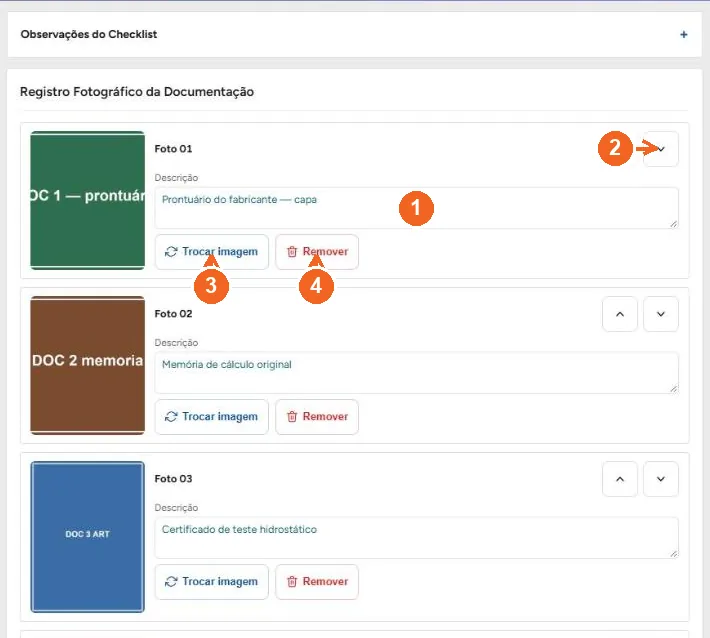 Observações do Checklist
+
Registro Fotográfico da Documentação
OC 1 — prontuár
Foto 01
2
Descrição
Prontuário do fabricante — capa
1
Trocar imagem
Remover
3
4
DOC 2 memoria
Foto 02
Descrição
Memória de cálculo original
Trocar imagem
Remover
DOC 3 ART
Foto 03
Descrição
Certificado de teste hidrostático
Trocar imagem
Remover